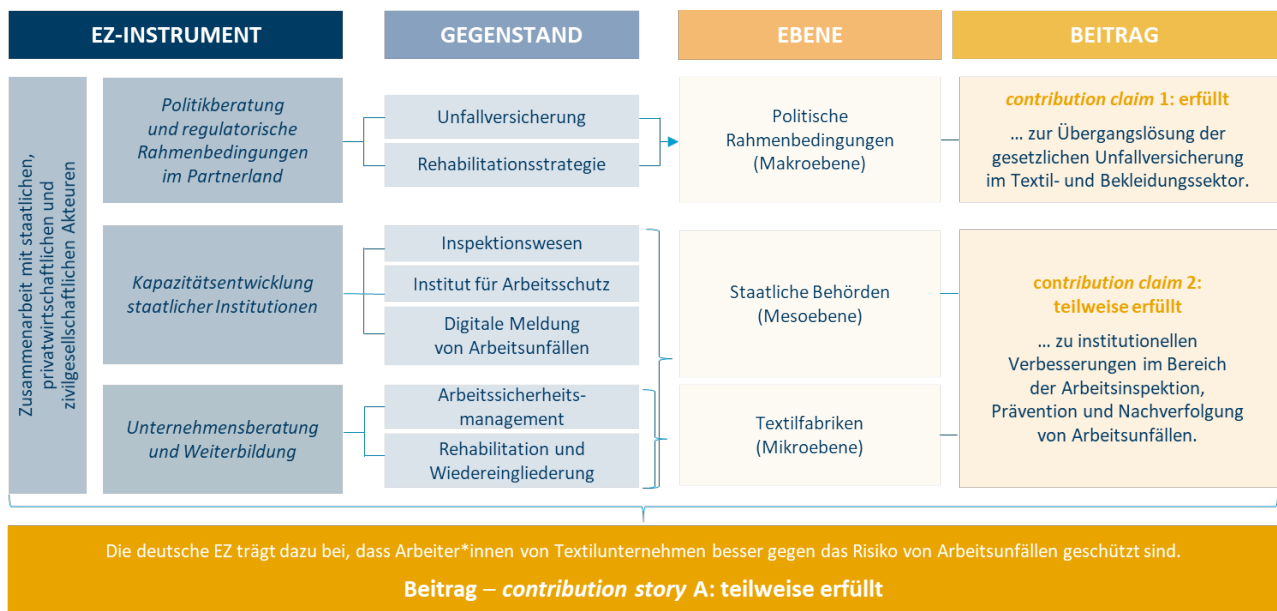 EZ-INSTRUMENT
GEGENSTAND
EBENE
BEITRAG
Zusammenarbeit mit staatlichen,
privatwirtschaftlichen und
zivilgesellschaftlichen Akteuren
Politikberatung
und regulatorische
Rahmenbedingungen
im Partnerland
Unfallversicherung
Rehabilitationsstrategie
Politische
Rahmenbedingungen
(Makroebene)
contribution claim 1: erfüllt
... zur Übergangslösung der
gesetzlichen Unfallversicherung
im Textil- und Bekleidungssektor.
Kapazitätsentwicklung
staatlicher Institutionen
Inspektionswesen
Institut für Arbeitsschutz
Digitale Meldung
von Arbeitsunfällen
Staatliche Behörden
(Mesoebene)
contribution claim 2:
teilweise erfüllt
... zu institutionellen
Verbesserungen im Bereich
der Arbeitsinspektion,
Prävention und Nachverfolgung
von Arbeitsunfällen.
Unternehmensberatung
und Weiterbildung
Arbeitssicherheits-
management
Rehabilitation und
Wiedereingliederung
Textilfabriken
(Mikroebene)
Die deutsche EZ trägt dazu bei, dass Arbeiter*innen von Textilunternehmen besser gegen das Risiko von Arbeitsunfällen geschützt sind.
Beitrag – contribution story A: teilweise erfüllt